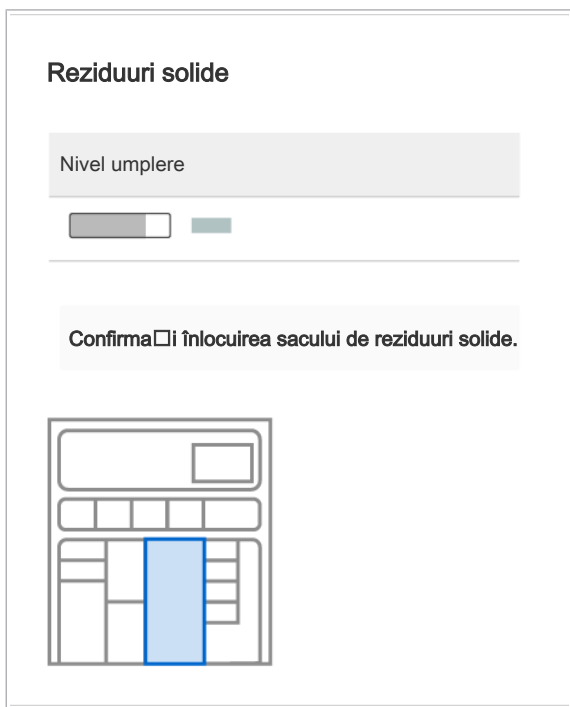 Reziduuri solide
Nivel umplere
Confirma□i înlocuirea sacului de reziduuri solide.